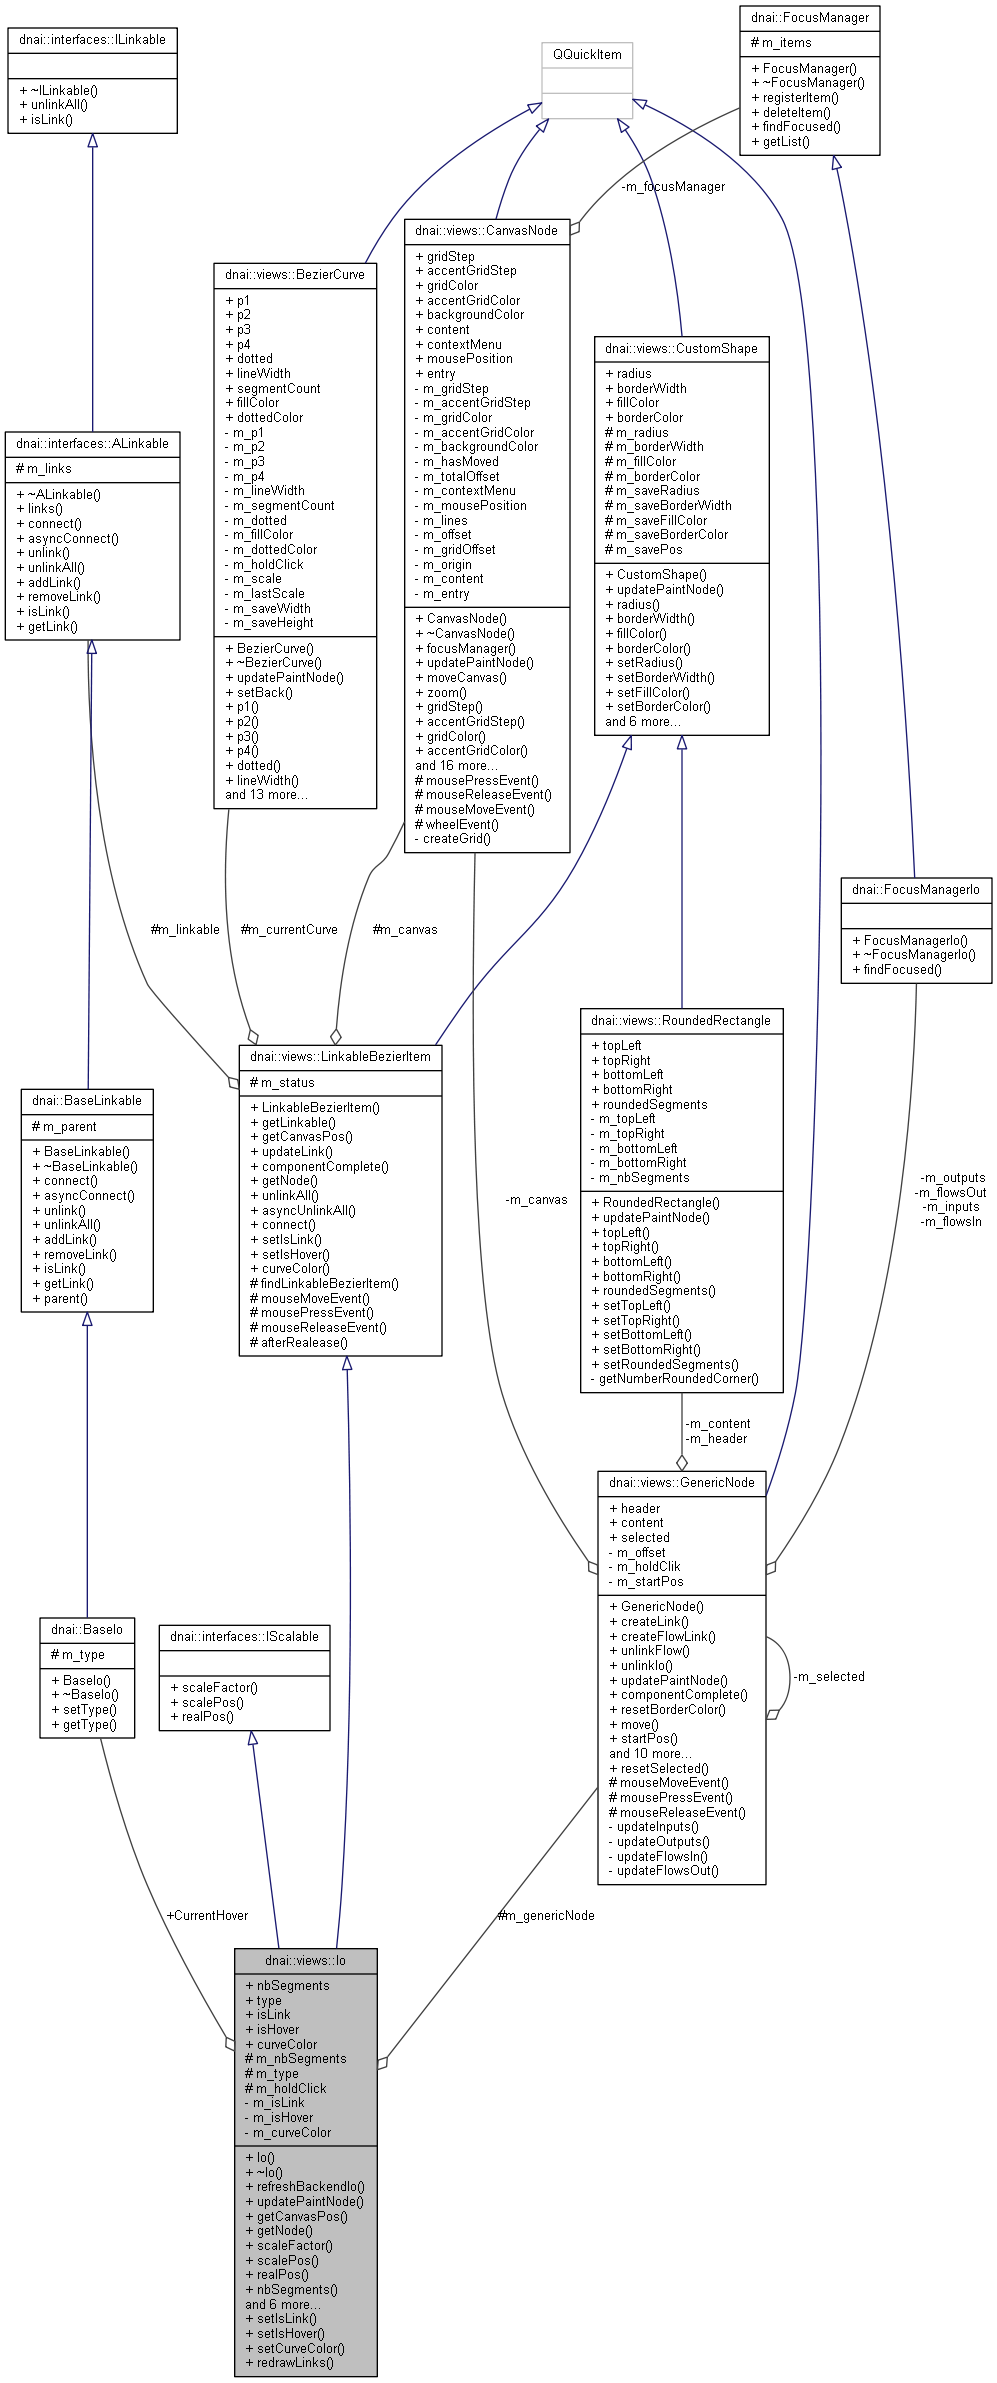 dnai::interfaces::ILinkable
+ ~ILinkable()
+ unlinkAll()
+ isLink()
QQuickItem
dnai::FocusManager
# m_items
+ FocusManager()
+ ~FocusManager()
+ registerItem()
+ deleteItem()
+ findFocused()
+ getList()
-m_focusManager
dnai::views::BezierCurve
+ p1
+ p2
+ p3
+ p4
+ dotted
+ lineWidth
+ segmentCount
+ fillColor
+ dottedColor
- m_p1
- m_p2
- m_p3
- m_p4
- m_lineWidth
- m_segmentCount
- m_dotted
- m_fillColor
- m_dottedColor
- m_holdClick
- m_scale
- m_lastScale
- m_saveWidth
- m_saveHeight
+ BezierCurve()
+ ~BezierCurve()
+ updatePaintNode()
+ setBack()
+ p1()
+ p2()
+ p3()
+ p4()
+ dotted()
+ lineWidth()
and 13 more...
dnai::views::CanvasNode
+ gridStep
+ accentGridStep
+ gridColor
+ accentGridColor
+ backgroundColor
+ content
+ contextMenu
+ mousePosition
+ entry
- m_gridStep
- m_accentGridStep
- m_gridColor
- m_accentGridColor
- m_backgroundColor
- m_hasMoved
- m_totalOffset
- m_contextMenu
- m_mousePosition
- m_lines
- m_offset
- m_gridOffset
- m_origin
- m_content
- m_entry
+ CanvasNode()
+ ~CanvasNode()
+ focusManager()
+ updatePaintNode()
+ moveCanvas()
+ zoom()
+ gridStep()
+ accentGridStep()
+ gridColor()
+ accentGridColor()
and 16 more...
# mousePressEvent()
# mouseReleaseEvent()
# mouseMoveEvent()
# wheelEvent()
- createGrid()
dnai::views::CustomShape
+ radius
+ borderWidth
+ fillColor
+ borderColor
# m_radius
# m_borderWidth
# m_fillColor
# m_borderColor
# m_saveRadius
# m_saveBorderWidth
# m_saveFillColor
# m_saveBorderColor
# m_savePos
+ CustomShape()
+ updatePaintNode()
+ radius()
+ borderWidth()
+ fillColor()
+ borderColor()
+ setRadius()
+ setBorderWidth()
+ setFillColor()
+ setBorderColor()
and 6 more...
dnai::interfaces::ALinkable
# m_links
+ ~ALinkable()
+ links()
+ connect()
+ asyncConnect()
+ unlink()
+ unlinkAll()
+ addLink()
+ removeLink()
+ isLink()
+ getLink()
dnai::FocusManagerIo
+ FocusManagerIo()
+ ~FocusManagerIo()
+ findFocused()
#m_linkable
#m_currentCurve
#m_canvas
dnai::views::LinkableBezierItem
# m_status
+ LinkableBezierItem()
+ getLinkable()
+ getCanvasPos()
+ updateLink()
+ componentComplete()
+ getNode()
+ unlinkAll()
+ asyncUnlinkAll()
+ connect()
+ setIsLink()
+ setIsHover()
+ curveColor()
# findLinkableBezierItem()
# mouseMoveEvent()
# mousePressEvent()
# mouseReleaseEvent()
# afterRealease()
dnai::views::RoundedRectangle
+ topLeft
+ topRight
+ bottomLeft
+ bottomRight
+ roundedSegments
- m_topLeft
- m_topRight
- m_bottomLeft
- m_bottomRight
- m_nbSegments
+ RoundedRectangle()
+ updatePaintNode()
+ topLeft()
+ topRight()
+ bottomLeft()
+ bottomRight()
+ roundedSegments()
+ setTopLeft()
+ setTopRight()
+ setBottomLeft()
+ setBottomRight()
+ setRoundedSegments()
- getNumberRoundedCorner()
dnai::BaseLinkable
# m_parent
+ BaseLinkable()
+ ~BaseLinkable()
+ connect()
+ asyncConnect()
+ unlink()
+ unlinkAll()
+ addLink()
+ removeLink()
+ isLink()
+ getLink()
+ parent()
-m_canvas
-m_outputs
-m_flowsOut
-m_inputs
-m_flowsIn
-m_content
-m_header
dnai::views::GenericNode
+ header
+ content
+ selected
- m_offset
- m_holdClik
- m_startPos
+ GenericNode()
+ createLink()
+ createFlowLink()
+ unlinkFlow()
+ unlinkIo()
+ updatePaintNode()
+ componentComplete()
+ resetBorderColor()
+ move()
+ startPos()
and 10 more...
+ resetSelected()
# mouseMoveEvent()
# mousePressEvent()
# mouseReleaseEvent()
- updateInputs()
- updateOutputs()
- updateFlowsIn()
- updateFlowsOut()
-m_selected
dnai::BaseIo
# m_type
+ BaseIo()
+ ~BaseIo()
+ setType()
+ getType()
dnai::interfaces::IScalable
+ scaleFactor()
+ scalePos()
+ realPos()
+CurrentHover
#m_genericNode
dnai::views::Io
+ nbSegments
+ type
+ isLink
+ isHover
+ curveColor
# m_nbSegments
# m_type
# m_holdClick
- m_isLink
- m_isHover
- m_curveColor
+ Io()
+ ~Io()
+ refreshBackendIo()
+ updatePaintNode()
+ getCanvasPos()
+ getNode()
+ scaleFactor()
+ scalePos()
+ realPos()
+ nbSegments()
and 6 more...
+ setIsLink()
+ setIsHover()
+ setCurveColor()
+ redrawLinks()